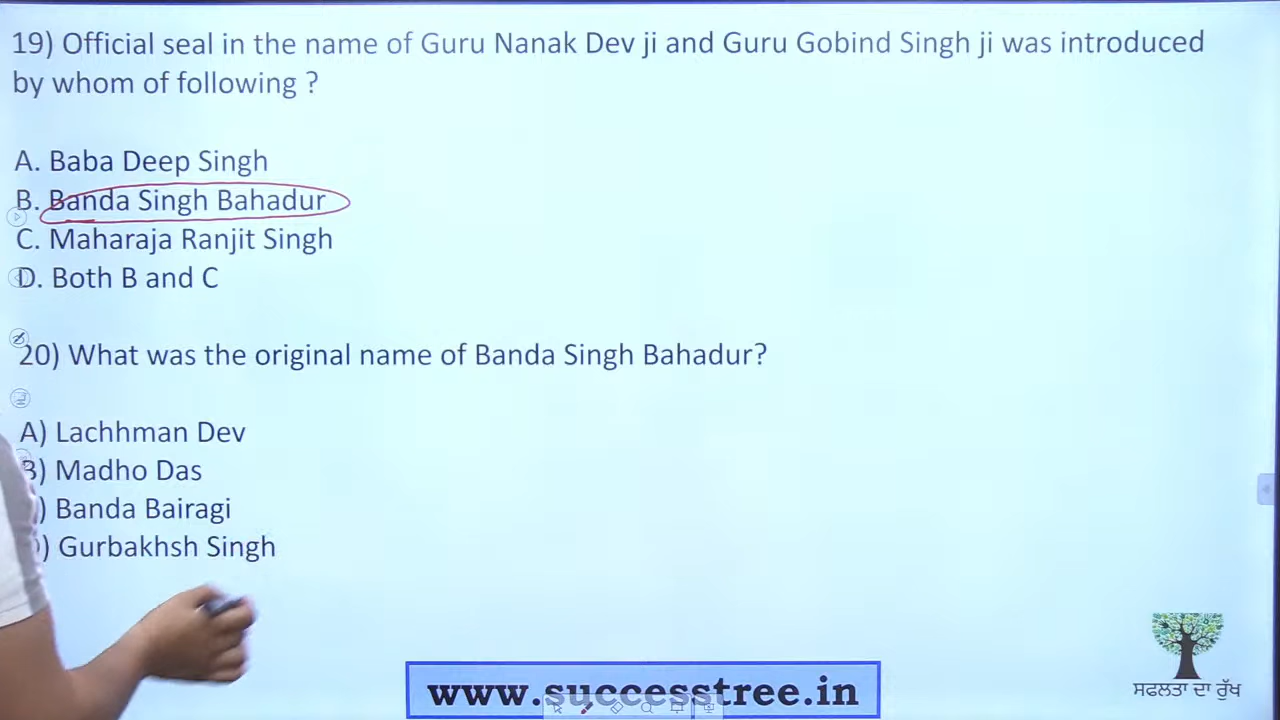 19) Official seal in the name of Guru Nanak Dev ji and Guru Gobind Singh ji was introduced
by whom of following ?
A. Baba Deep Singh
B. Banda Singh Bahadur
C. Maharaja Ranjit Singh
D. Both B and C
20) What was the original name of Banda Singh Bahadur?
A) Lachhman Dev
B) Madho Das
) Banda Bairagi
) Gurbakhsh Singh
www.successtree.in
ਸਫਲਤਾ ਦਾ ਰੁੱਖ